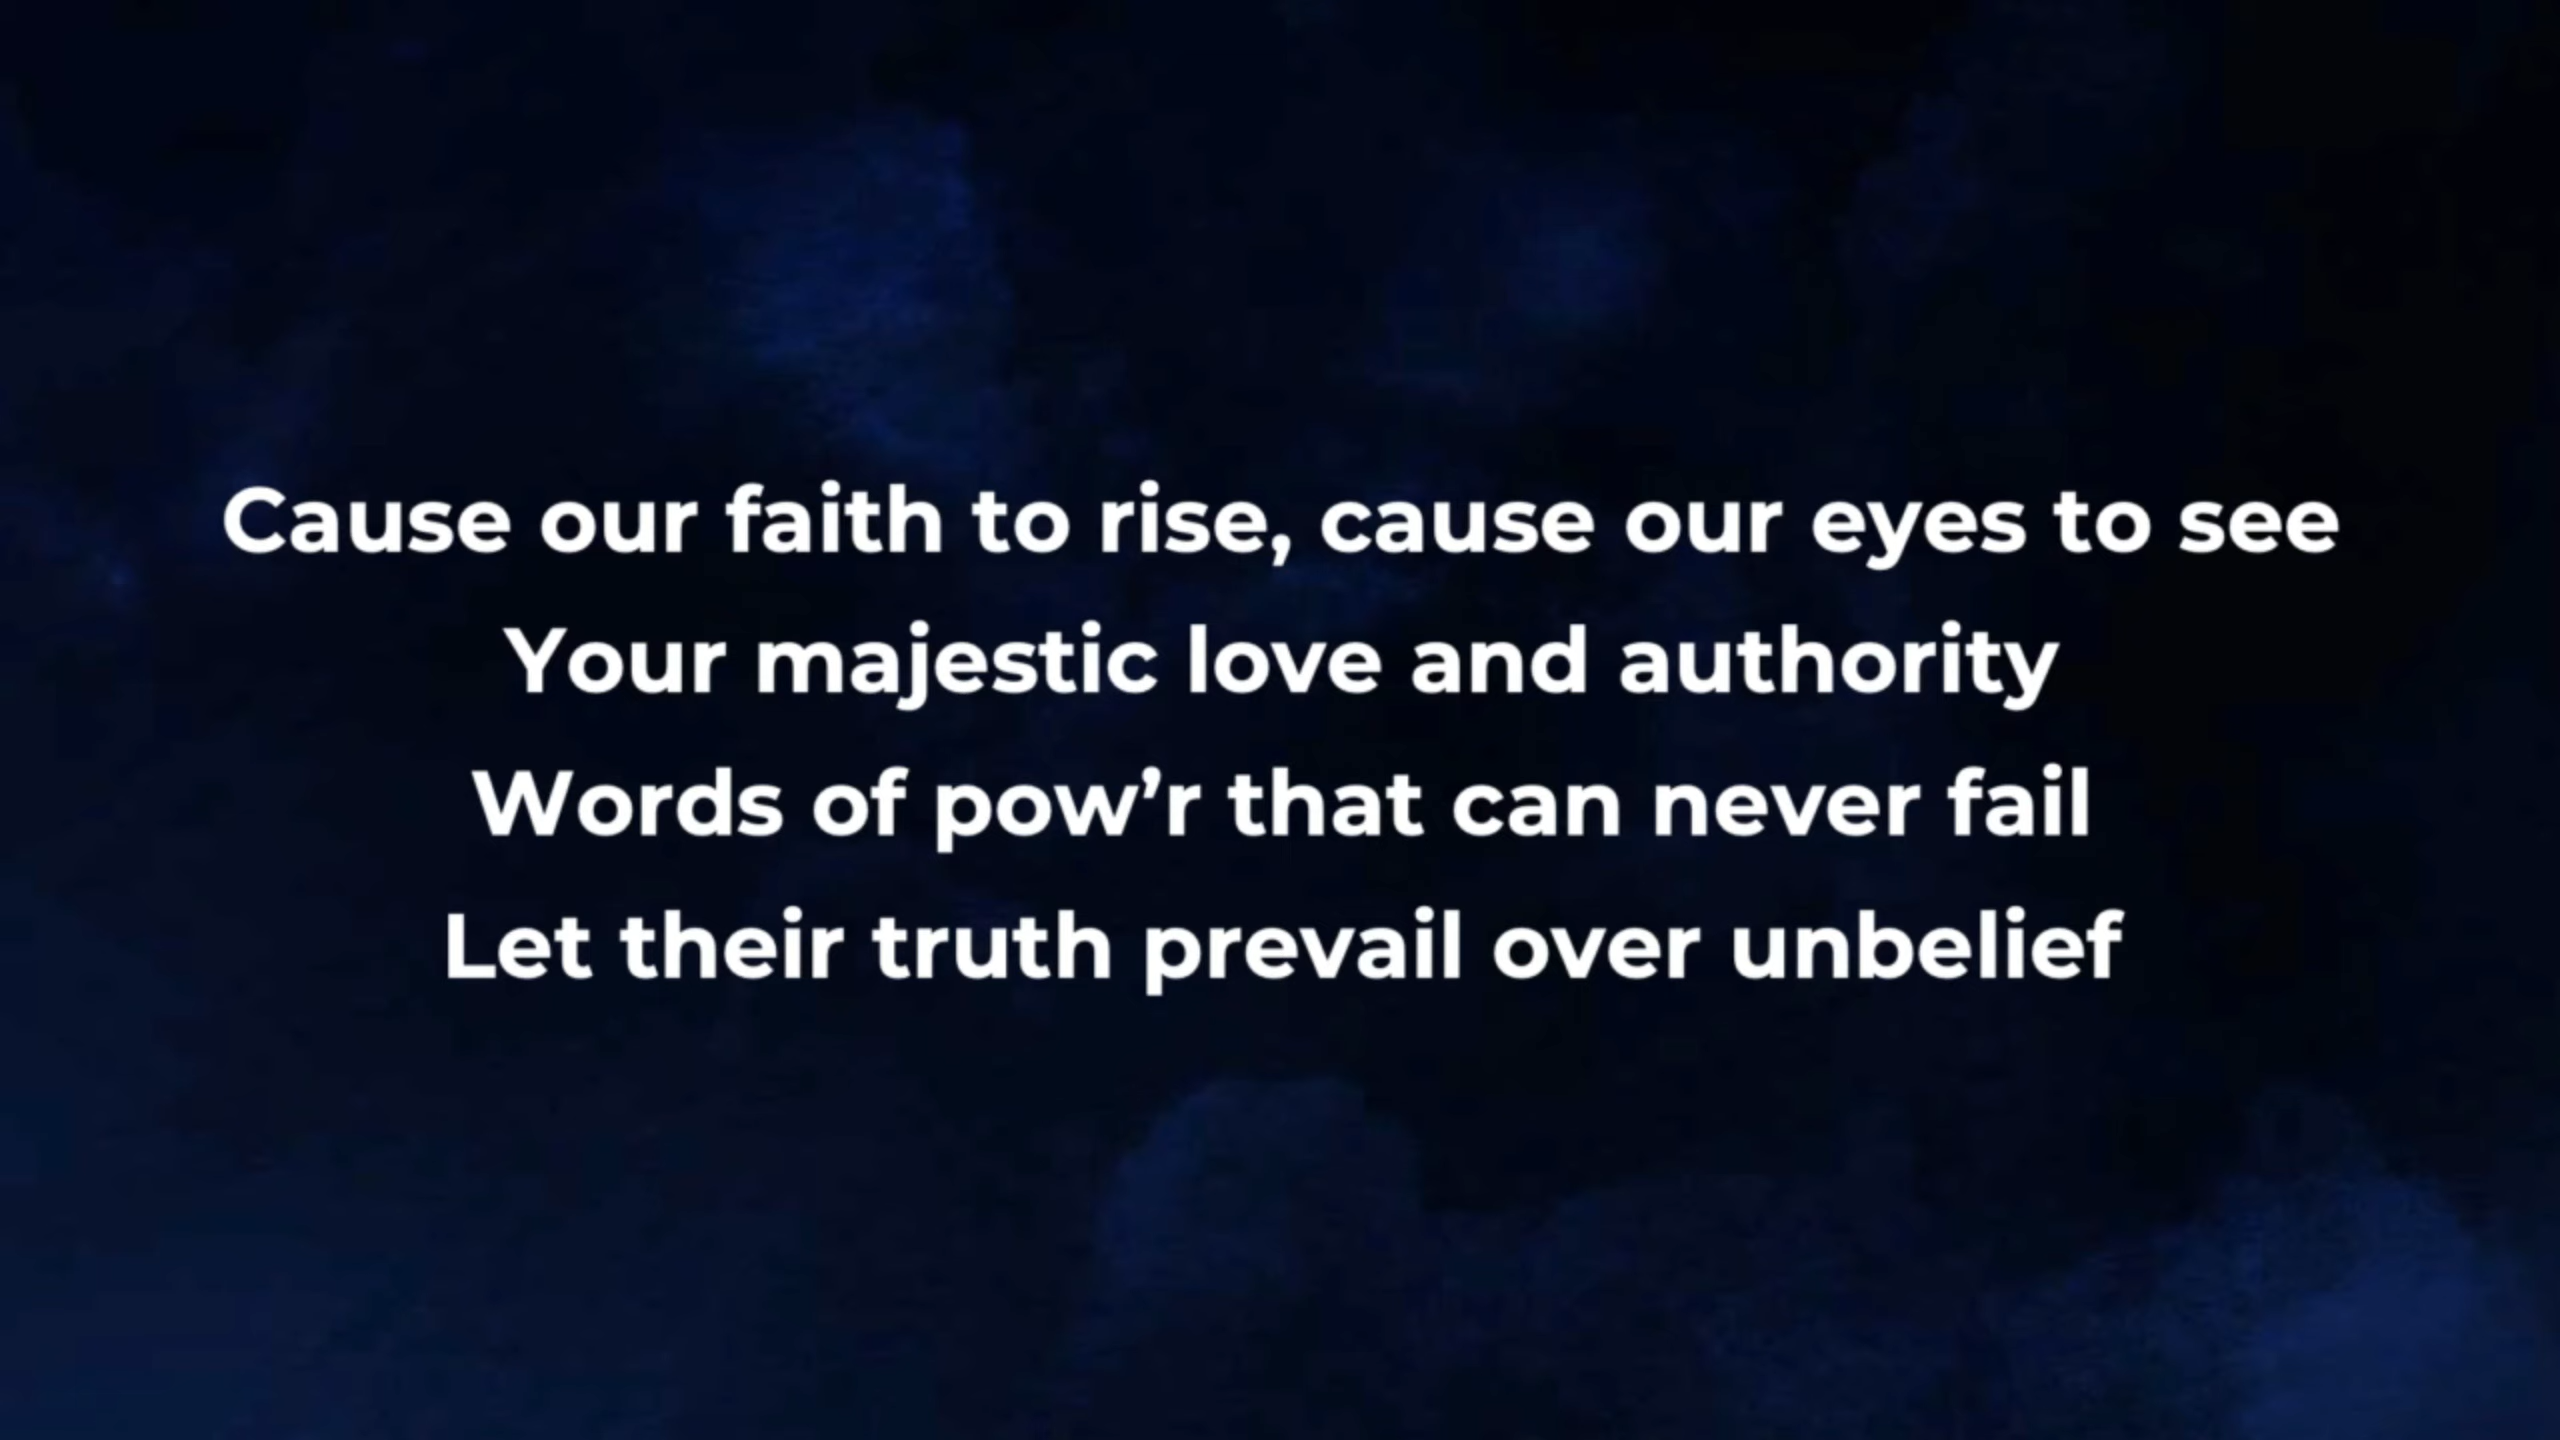 Cause our faith to rise, cause our eyes to see
Your majestic love and authority
Words of pow’r that can never fail
Let their truth prevail over unbelief